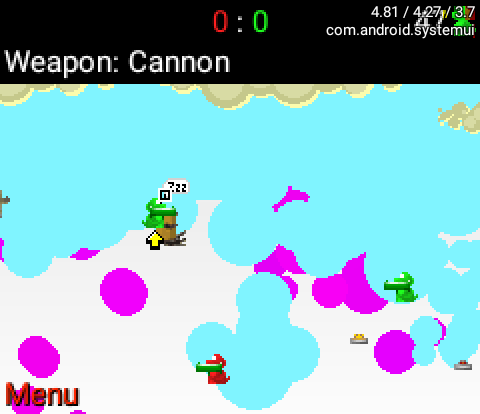 0 : 0
4.81 / 4.27 / 3.7
com.android.systemui
Weapon: Cannon
Menu